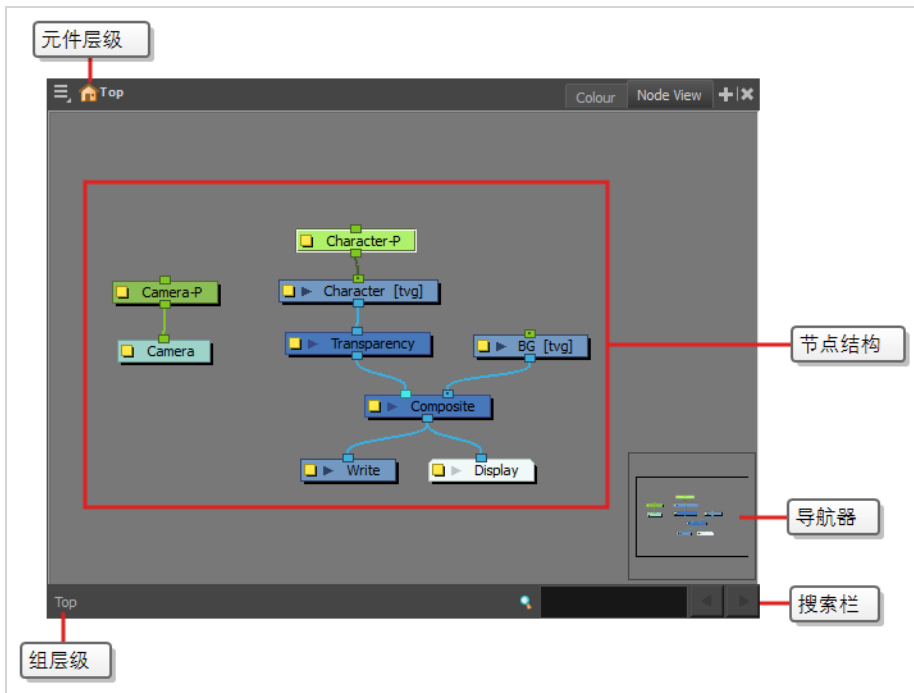 元件层级
Top
Colour
Node View
Character-P
Camera-P
Character [tvg]
Camera
Transparency
BG [tvg]
节点结构
Composite
Write
Display
导航器
Top
搜索栏
组层级